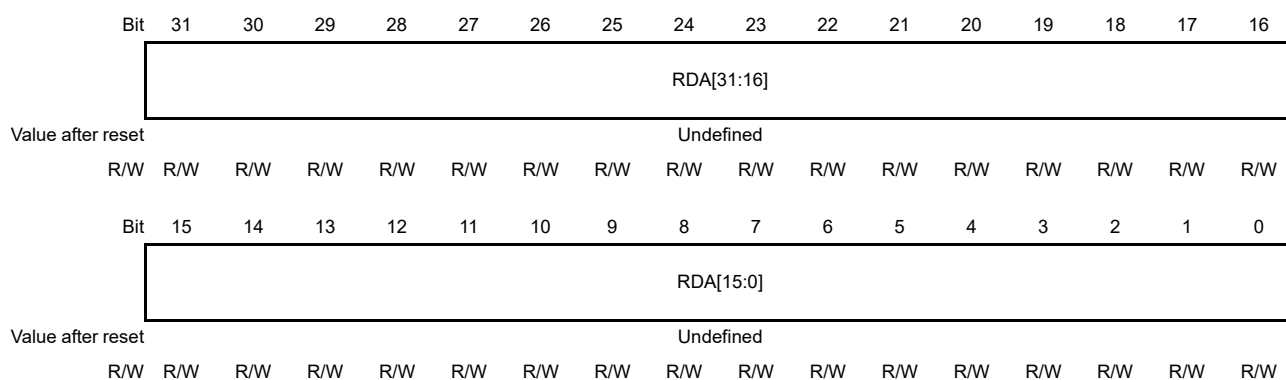 Bit 31 30 29 28 27 26 25 24 23 22 21 20 19 18 17 16
RDA[31:16]
Value after reset Undefined
R/W R/W R/W R/W R/W R/W R/W R/W R/W R/W R/W R/W R/W R/W R/W R/W R/W
Bit 15 14 13 12 11 10 9 8 7 6 5 4 3 2 1 0
RDA[15:0]
Value after reset Undefined
R/W R/W R/W R/W R/W R/W R/W R/W R/W R/W R/W R/W R/W R/W R/W R/W R/W